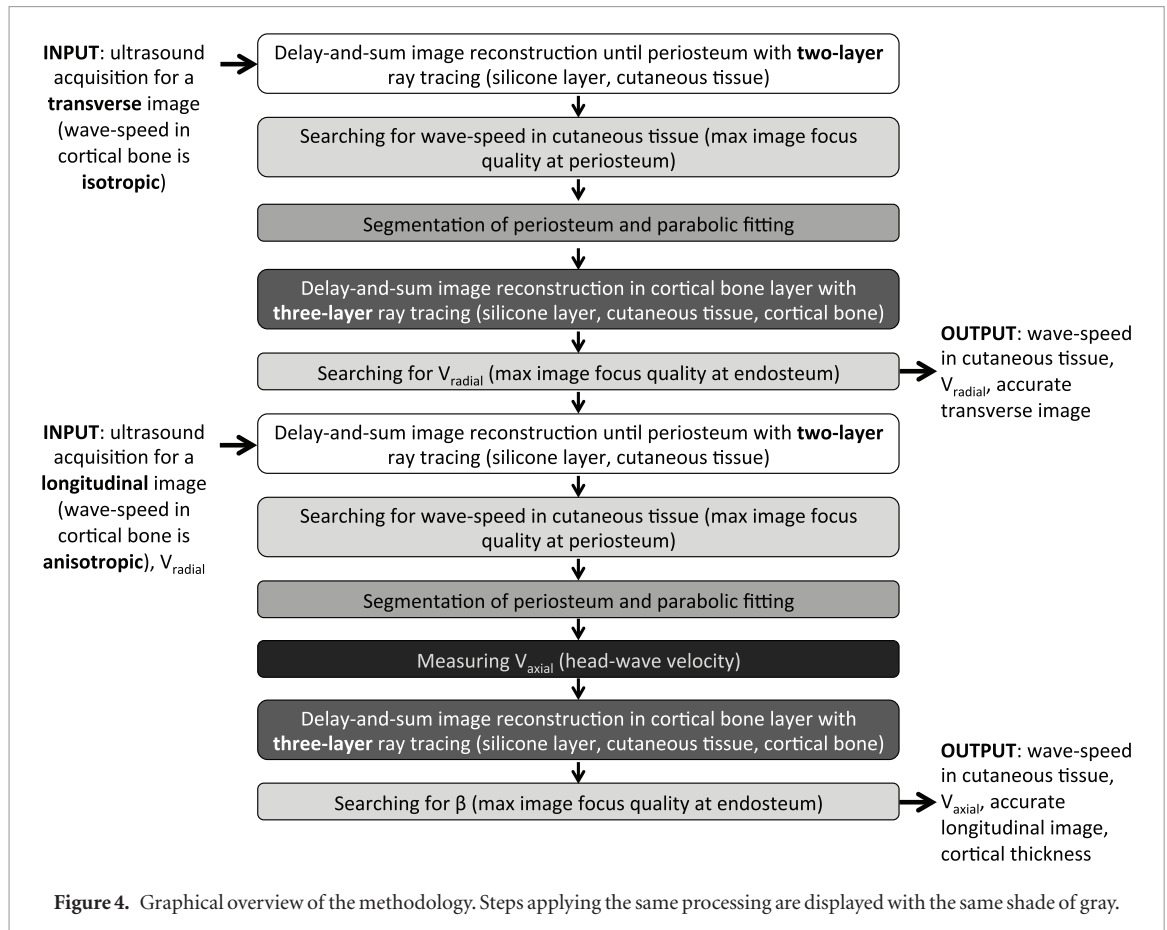 INPUT: ultrasound
acquisition for a
transverse image
(wave-speed in
cortical bone is
isotropic)
Delay-and-sum image reconstruction until periosteum with two-layer
ray tracing (silicone layer, cutaneous tissue)
Searching for wave-speed in cutaneous tissue (max image focus
quality at periosteum)
Segmentation of periosteum and parabolic fitting
Delay-and-sum image reconstruction in cortical bone layer with
three-layer ray tracing (silicone layer, cutaneous tissue, cortical bone)
Searching for Vradial (max image focus quality at endosteum)
OUTPUT: wave-speed
in cutaneous tissue,
Vradial, accurate
transverse image
INPUT: ultrasound
acquisition for a
longitudinal image
(wave-speed in
cortical bone is
anisotropic), Vradial
Delay-and-sum image reconstruction until periosteum with two-layer
ray tracing (silicone layer, cutaneous tissue)
Searching for wave-speed in cutaneous tissue (max image focus
quality at periosteum)
Segmentation of periosteum and parabolic fitting
Measuring Vaxial (head-wave velocity)
Delay-and-sum image reconstruction in cortical bone layer with
three-layer ray tracing (silicone layer, cutaneous tissue, cortical bone)
Searching for β (max image focus quality at endosteum)
OUTPUT: wave-speed
in cutaneous tissue,
Vaxial, accurate
longitudinal image,
cortical thickness
Figure 4. Graphical overview of the methodology. Steps applying the same processing are displayed with the same shade of gray.